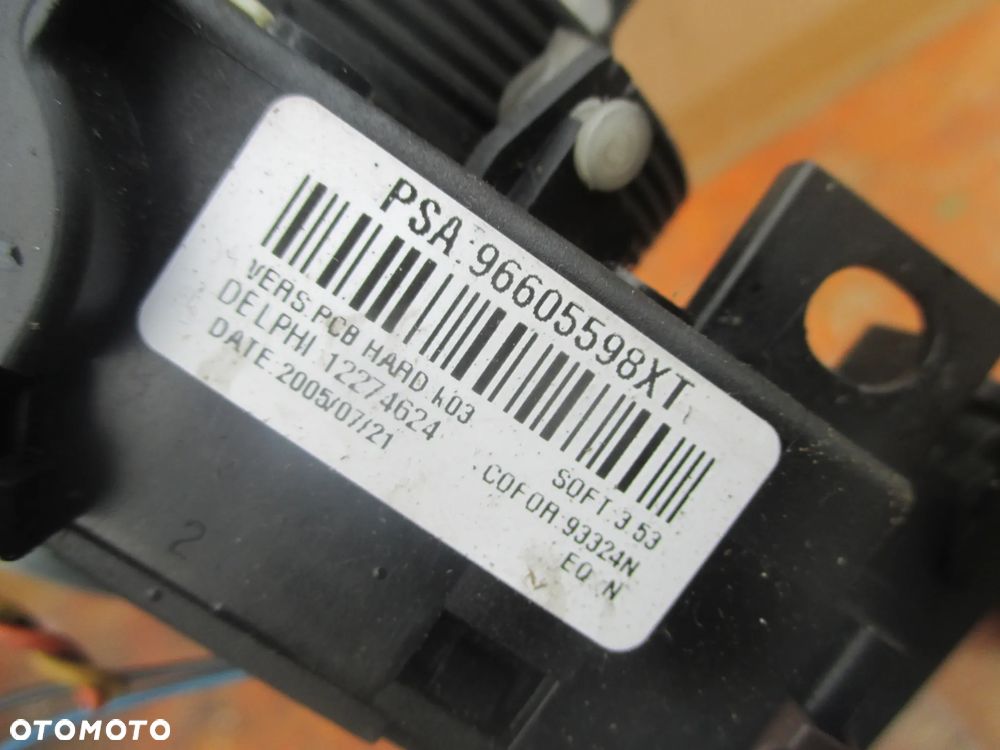 PSA:96605598XT
VERS.PCB HARD K03
SOFT 3.53
DELPHI 12274624
COFOR 93324N
DATE:2005/07/21
EQ N
2
OTOMOTO